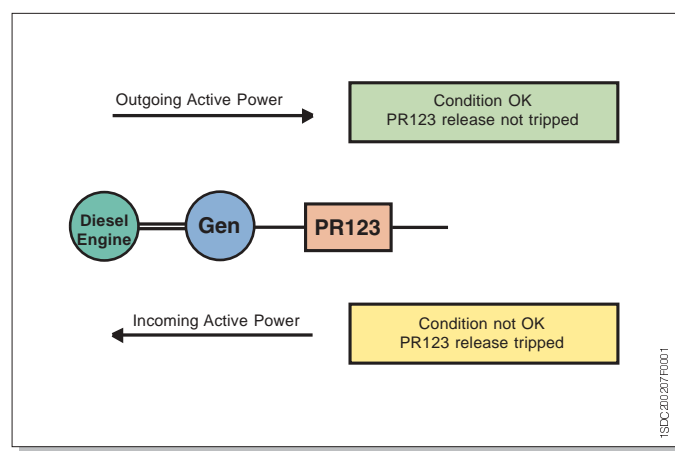 Outgoing Active Power
Condition OK
PR123 release not tripped
Diesel
Engine
Gen
PR123
Incoming Active Power
Condition not OK
PR123 release tripped
1SDC200207F0001